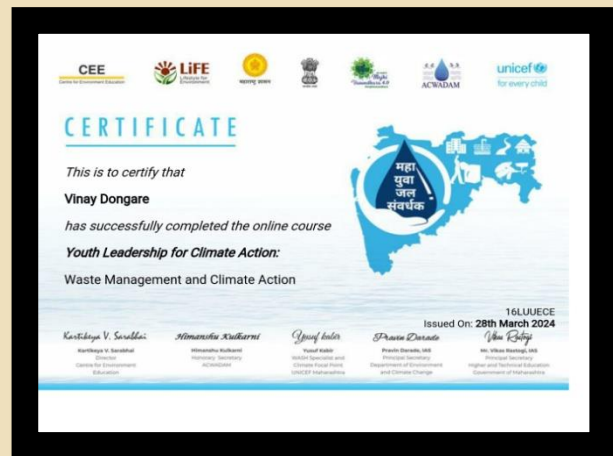 CEE
Centre for Environment Education
LiFE
Lifestyle for
Environment
महाराष्ट्र शासन
ACWADAM
unicef
for every child
CERTIFICATE
This is to certify that
Vinay Dongare
has successfully completed the online course
Youth Leadership for Climate Action:
Waste Management and Climate Action
महा
युवा
जल
संवर्धक
16LUUECE
Issued On: 28th March 2024
Kartikeya V. Sarabhai
Himanshu Kulkarni
Yusuf Kabir
Pravin Darade
Vikas Rastogi
Kartikeya V. Sarabhai
Director
Centre for Environment
Education
Himanshu Kulkarni
Honorary Secretary
ACWADAM
Yusuf Kabir
WASH Specialist and
Climate Focal Point
UNICEF Maharashtra
Pravin Darade, IAS
Principal Secretary
Department of Environment
and Climate Change
Mr. Vikas Rastogi, IAS
Principal Secretary
Higher and Technical Education
Government of Maharashtra